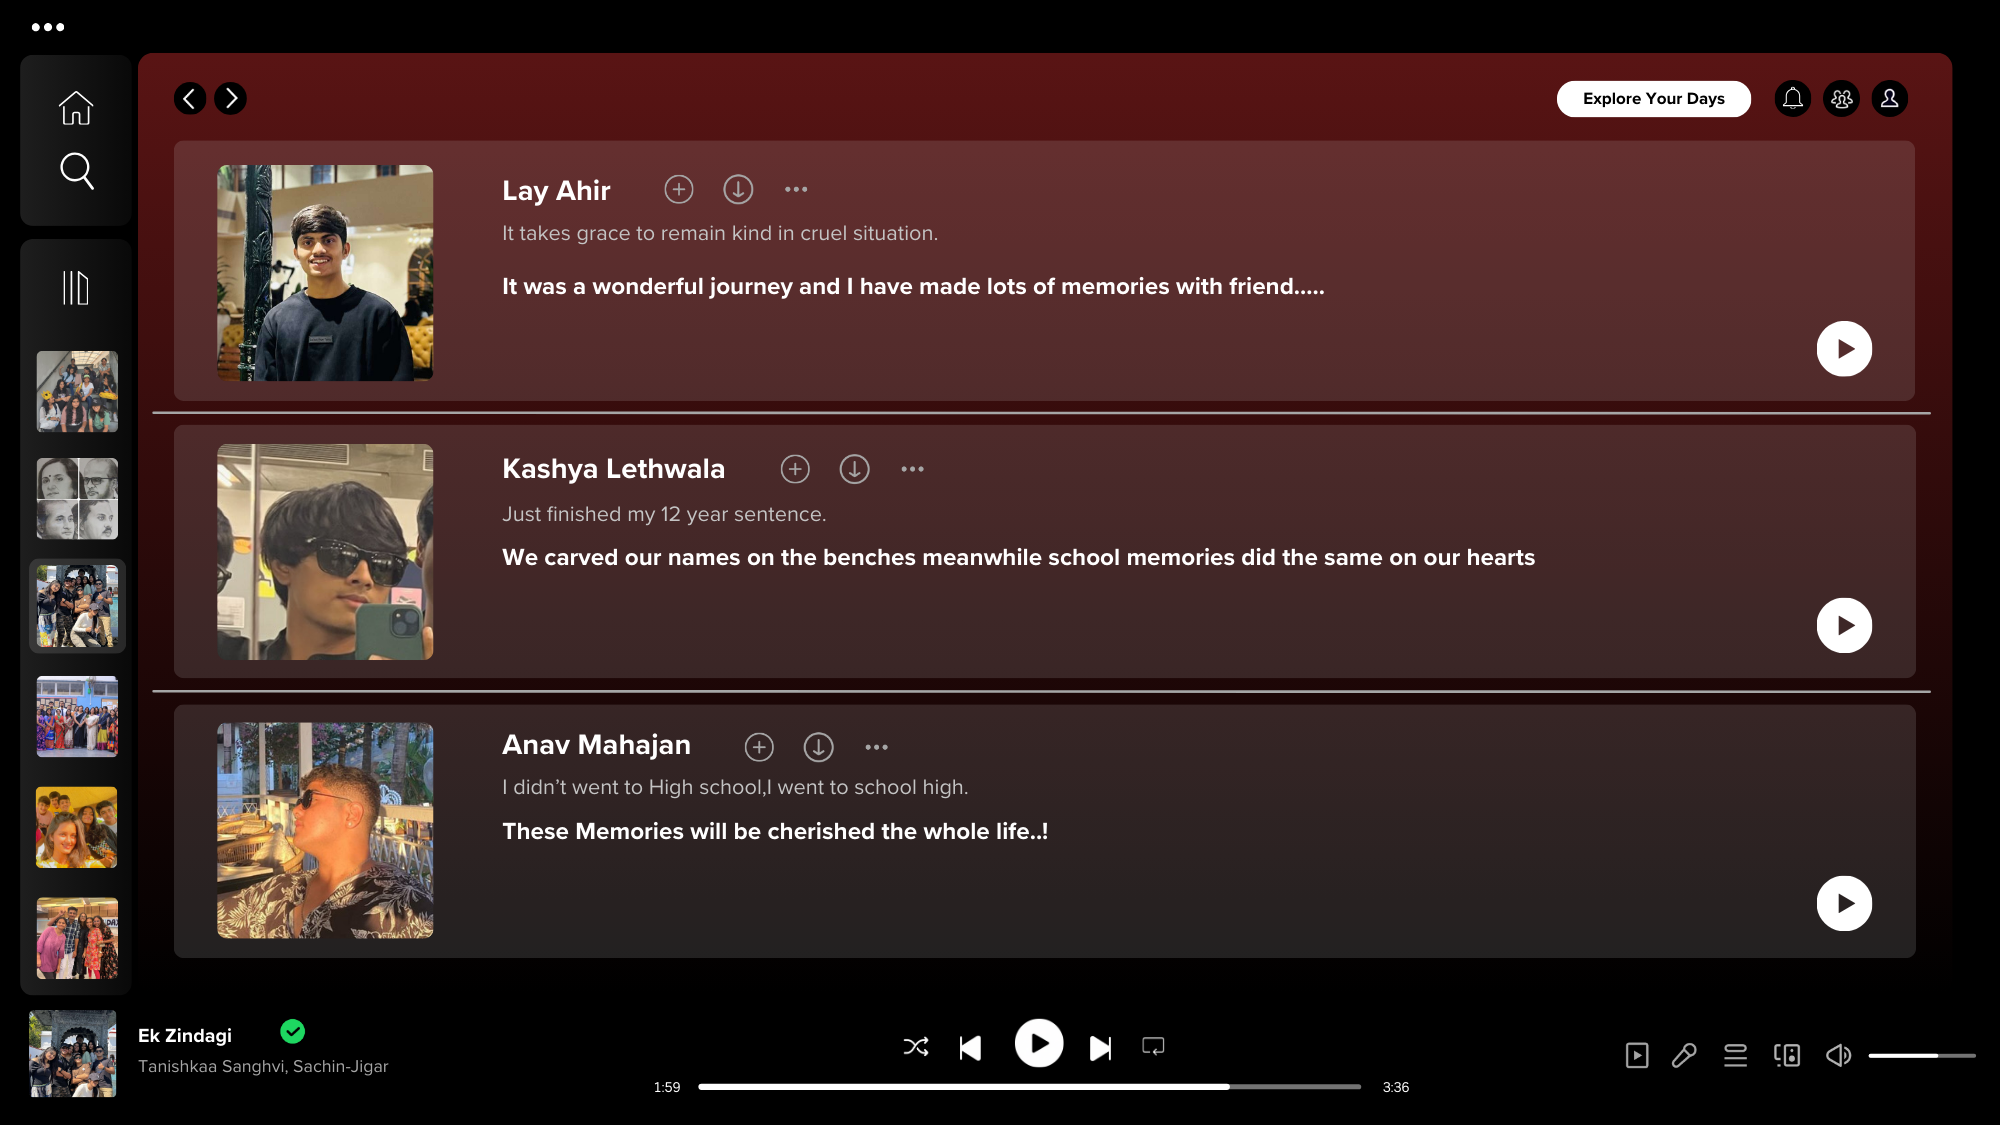 Explore Your Days
Lay Ahir
It takes grace to remain kind in cruel situation.
It was a wonderful journey and I have made lots of memories with friend.....
Kashya Lethwala
Just finished my 12 year sentence.
We carved our names on the benches meanwhile school memories did the same on our hearts
Anav Mahajan
I didn’t went to High school,I went to school high.
These Memories will be cherished the whole life..!
Ek Zindagi
Tanishkaa Sanghvi, Sachin-Jigar
1:59
3:36